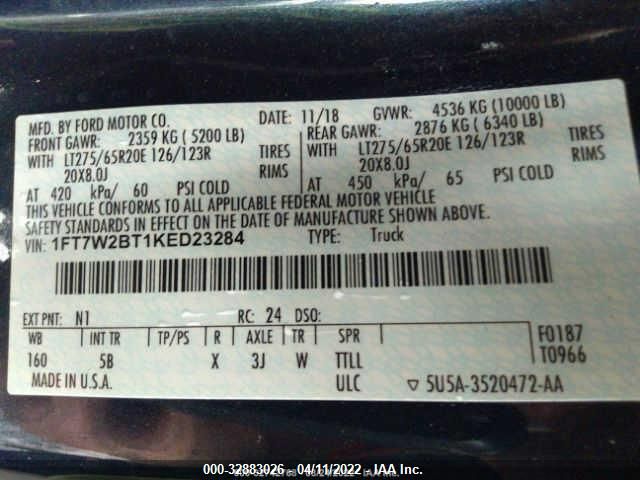 MFD. BY FORD MOTOR CO. DATE: 11/18 GVWR: 4536 KG (10000 LB)
FRONT GAWR: 2359 KG (5200 LB) REAR GAWR: 2876 KG (6340 LB)
WITH LT275/65R20E 126/123R TIRES WITH LT275/65R20E 126/123R TIRES
20X8.0J RIMS 20X8.0J RIMS
AT 420 kPa/ 60 PSI COLD AT 450 kPa/ 65 PSI COLD
THIS VEHICLE CONFORMS TO ALL APPLICABLE FEDERAL MOTOR VEHICLE
SAFETY STANDARDS IN EFFECT ON THE DATE OF MANUFACTURE SHOWN ABOVE.
VIN: 1FT7W2BT1KED23284 TYPE: Truck
EXT PNT: N1 RC: 24 DSO:
WB INT TR TP/PS R AXLE TR SPR F0187
160 5B X 3J W TTLL T0966
MADE IN U.S.A. ULC ▽ 5U5A-3520472-AA
000-32883026 - 04/11/2022 - IAA Inc.